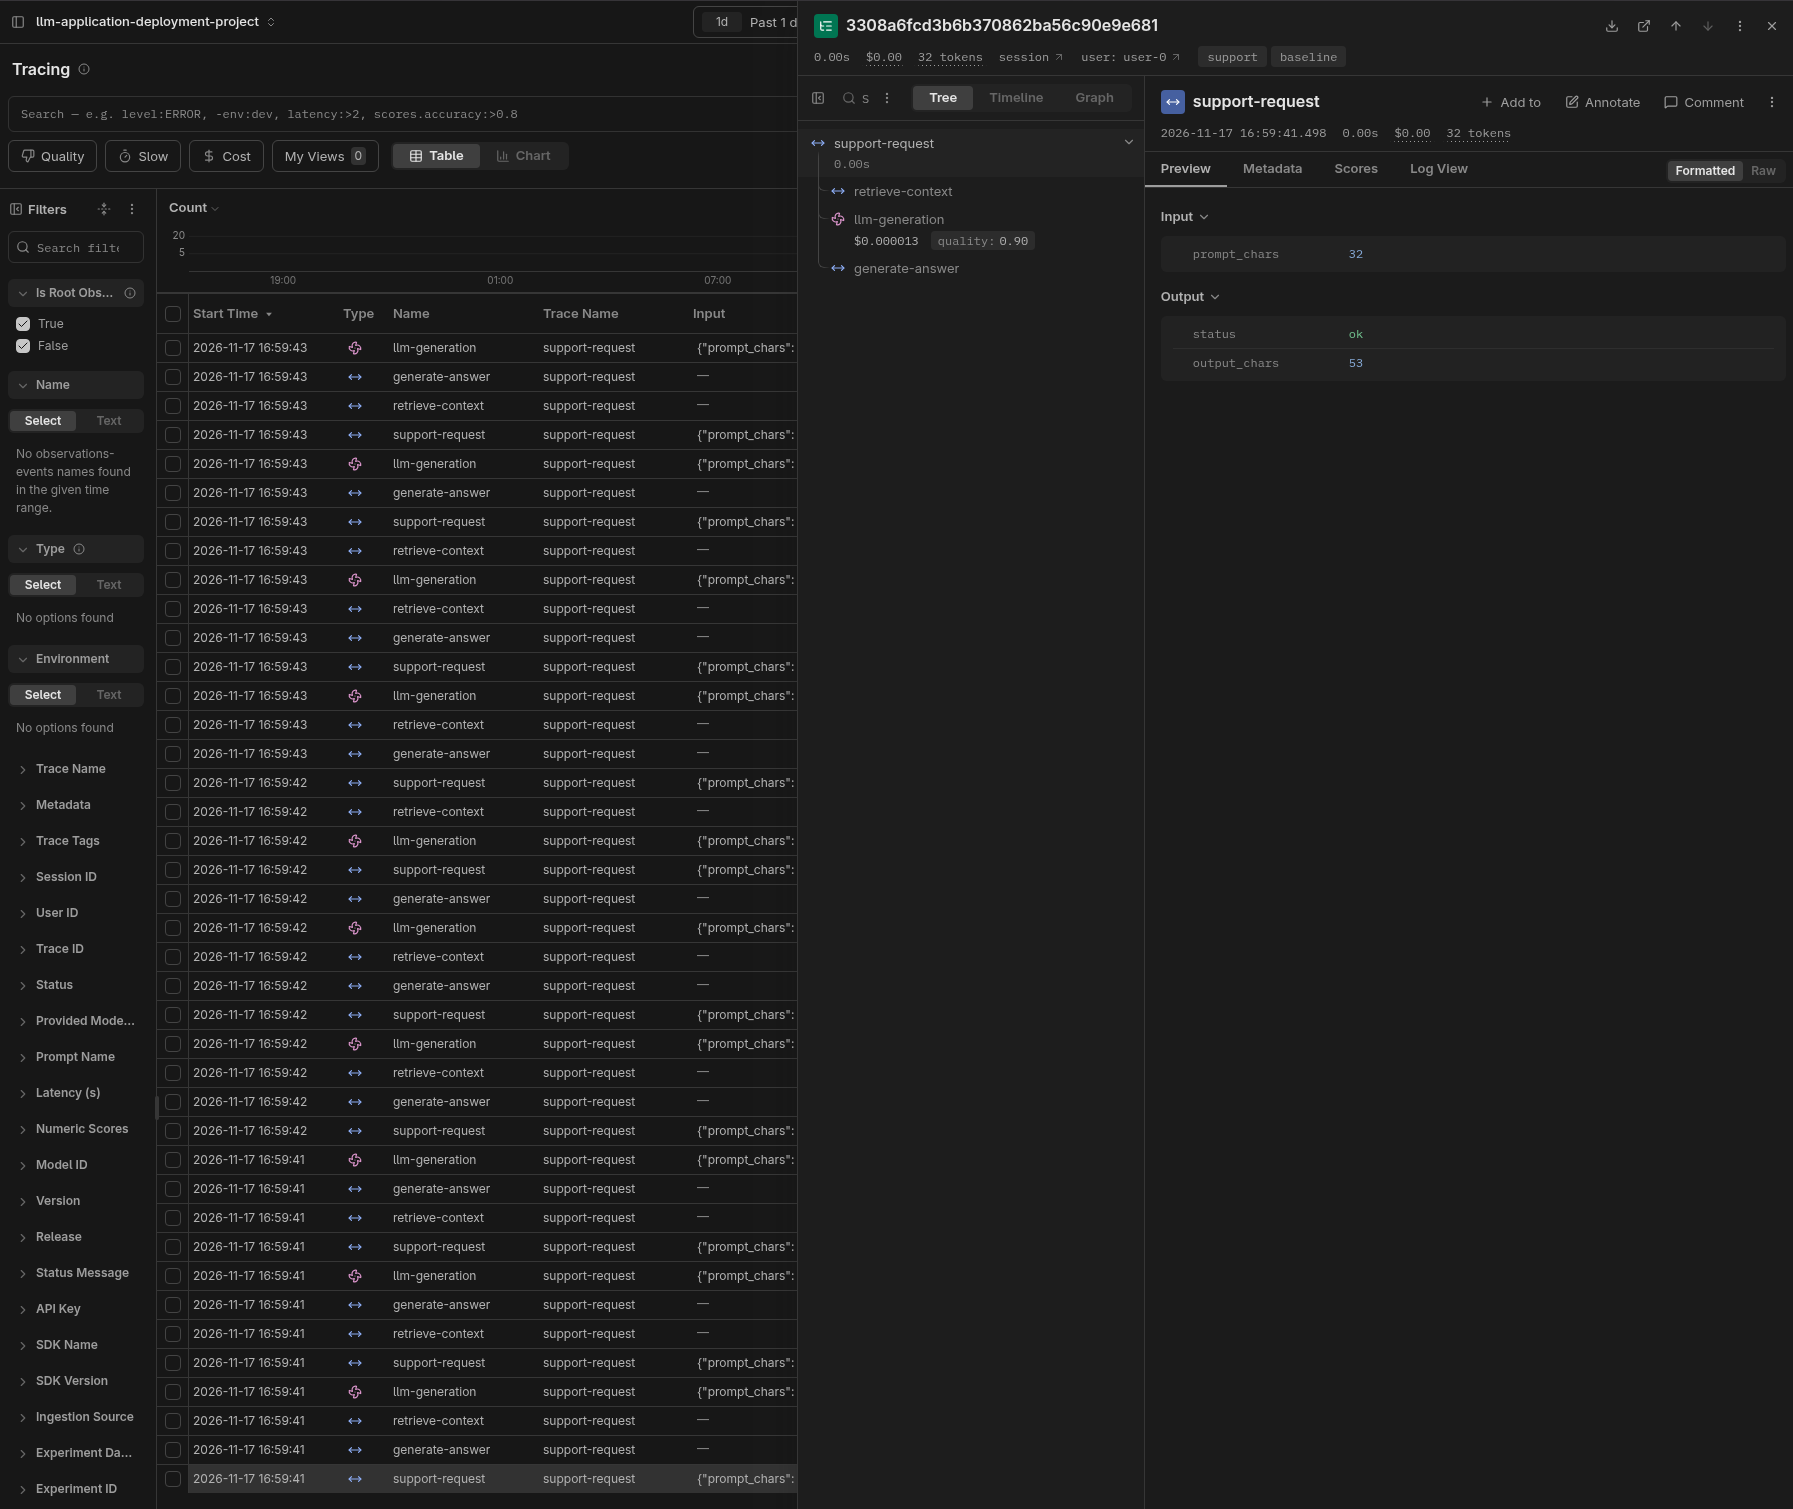 llm-application-deployment-project
1d Past 1 d
Tracing
Search — e.g. level:ERROR, -env:dev, latency:>2, scores.accuracy:>0.8
Quality Slow Cost My Views 0 Table Chart
Filters
Search filte
Is Root Obs...
True
False
Name
Select Text
No observations-
events names found
in the given time
range.
Type
Select Text
No options found
Environment
Select Text
No options found
Trace Name
Metadata
Trace Tags
Session ID
User ID
Trace ID
Status
Provided Mode...
Prompt Name
Latency (s)
Numeric Scores
Model ID
Version
Release
Status Message
API Key
SDK Name
SDK Version
Ingestion Source
Experiment Da...
Experiment ID
Count
20
5
19:00 01:00 07:00
Start Time Type Name Trace Name Input
2026-11-17 16:59:43 llm-generation support-request {"prompt_chars":
2026-11-17 16:59:43 generate-answer support-request —
2026-11-17 16:59:43 retrieve-context support-request —
2026-11-17 16:59:43 support-request support-request {"prompt_chars":
2026-11-17 16:59:43 llm-generation support-request {"prompt_chars":
2026-11-17 16:59:43 generate-answer support-request —
2026-11-17 16:59:43 support-request support-request {"prompt_chars":
2026-11-17 16:59:43 retrieve-context support-request —
2026-11-17 16:59:43 llm-generation support-request {"prompt_chars":
2026-11-17 16:59:43 retrieve-context support-request —
2026-11-17 16:59:43 generate-answer support-request —
2026-11-17 16:59:43 support-request support-request {"prompt_chars":
2026-11-17 16:59:43 llm-generation support-request {"prompt_chars":
2026-11-17 16:59:43 retrieve-context support-request —
2026-11-17 16:59:43 generate-answer support-request —
2026-11-17 16:59:42 support-request support-request {"prompt_chars":
2026-11-17 16:59:42 retrieve-context support-request —
2026-11-17 16:59:42 llm-generation support-request {"prompt_chars":
2026-11-17 16:59:42 support-request support-request {"prompt_chars":
2026-11-17 16:59:42 generate-answer support-request —
2026-11-17 16:59:42 llm-generation support-request {"prompt_chars":
2026-11-17 16:59:42 retrieve-context support-request —
2026-11-17 16:59:42 generate-answer support-request —
2026-11-17 16:59:42 support-request support-request {"prompt_chars":
2026-11-17 16:59:42 llm-generation support-request {"prompt_chars":
2026-11-17 16:59:42 retrieve-context support-request —
2026-11-17 16:59:42 generate-answer support-request —
2026-11-17 16:59:42 support-request support-request {"prompt_chars":
2026-11-17 16:59:41 llm-generation support-request {"prompt_chars":
2026-11-17 16:59:41 generate-answer support-request —
2026-11-17 16:59:41 retrieve-context support-request —
2026-11-17 16:59:41 support-request support-request {"prompt_chars":
2026-11-17 16:59:41 llm-generation support-request {"prompt_chars":
2026-11-17 16:59:41 generate-answer support-request —
2026-11-17 16:59:41 retrieve-context support-request —
2026-11-17 16:59:41 support-request support-request {"prompt_chars":
2026-11-17 16:59:41 llm-generation support-request {"prompt_chars":
2026-11-17 16:59:41 retrieve-context support-request —
2026-11-17 16:59:41 generate-answer support-request —
2026-11-17 16:59:41 support-request support-request {"prompt_chars":
3308a6fcd3b6b370862ba56c90e9e681
0.00s $0.00 32 tokens session user: user-0 support baseline
S Tree Timeline Graph
support-request
0.00s
retrieve-context
llm-generation
$0.000013 quality: 0.90
generate-answer
support-request Add to Annotate Comment
2026-11-17 16:59:41.498 0.00s $0.00 32 tokens
Preview Metadata Scores Log View Formatted Raw
Input
prompt_chars 32
Output
status ok
output_chars 53